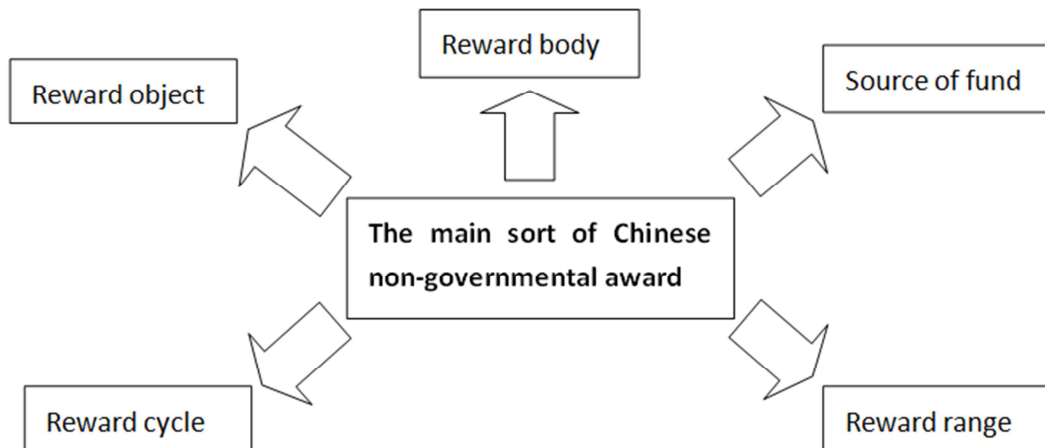 Reward body
Reward object
Source of fund
The main sort of Chinese
non-governmental award
Reward cycle
Reward range